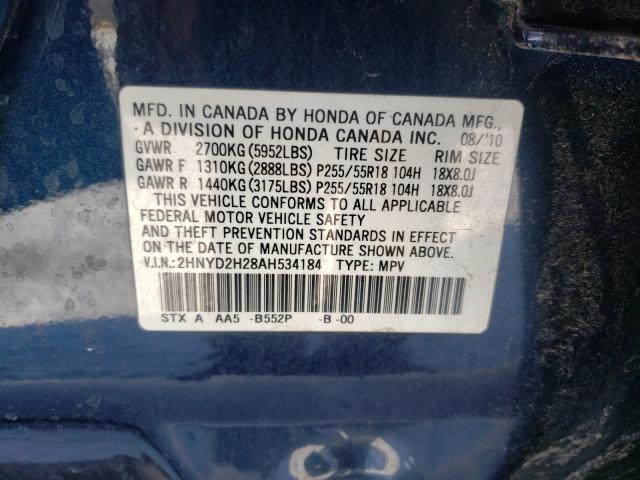 MFD. IN CANADA BY HONDA OF CANADA MFG.,
A DIVISION OF HONDA CANADA INC. 08/'10
GVWR 2700KG(5952LBS) TIRE SIZE RIM SIZE
GAWR F 1310KG(2888LBS) P255/55R18 104H 18X8.0J
GAWR R 1440KG(3175LBS) P255/55R18 104H 18X8.0J
THIS VEHICLE CONFORMS TO ALL APPLICABLE
FEDERAL MOTOR VEHICLE SAFETY
AND THEFT PREVENTION STANDARDS IN EFFECT
ON THE DATE OF MANUFACTURE SHOWN ABOVE.
V.I.N.:2HNYD2H28AH534184 TYPE: MPV
STX A AA5 -B552P -B -00